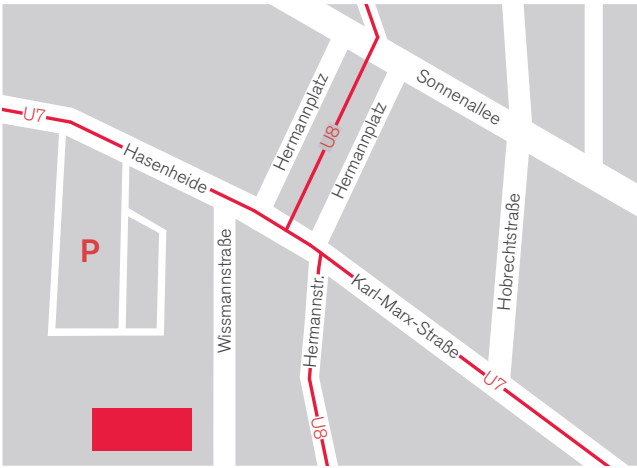 U7
Hasenheide
Hermannplatz
U8
Hermannplatz
Sonnenallee
P
Wissmannstraße
Hermannstr.
Karl-Marx-Straße
Hobrechtstraße
U7
U8